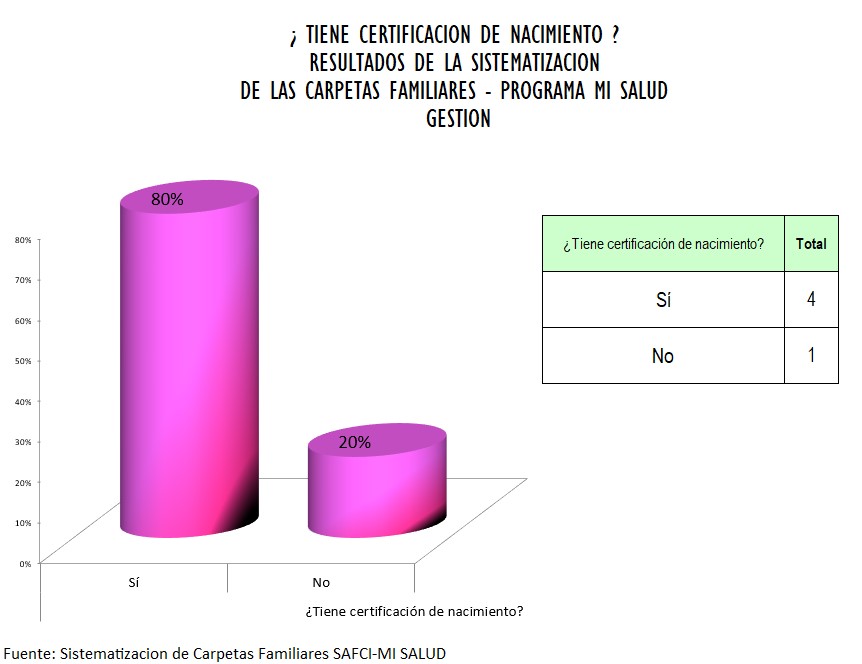 ¿ TIENE CERTIFICACION DE NACIMIENTO ?
RESULTADOS DE LA SISTEMATIZACION
DE LAS CARPETAS FAMILIARES - PROGRAMA MI SALUD
GESTION
80%
20%
80%
70%
60%
50%
40%
30%
20%
10%
0%
Sí No
¿Tiene certificación de nacimiento?
¿Tiene certificación de nacimiento? Total
Sí 4
No 1
Fuente: Sistematizacion de Carpetas Familiares SAFCI-MI SALUD